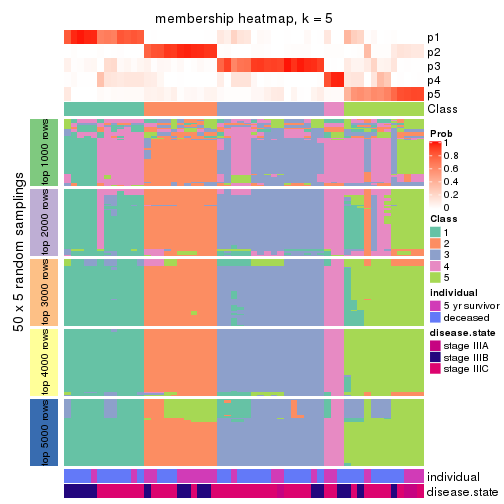 membership heatmap, k = 5
p1
p2
p3
p4
p5
Class
50 x 5 random samplings
top 1000 rows
top 2000 rows
top 3000 rows
top 4000 rows
top 5000 rows
individual
disease.state
Prob
1
0.8
0.6
0.4
0.2
0
Class
1
2
3
4
5
individual
5 yr survivor
deceased
disease.state
stage IIIA
stage IIIB
stage IIIC